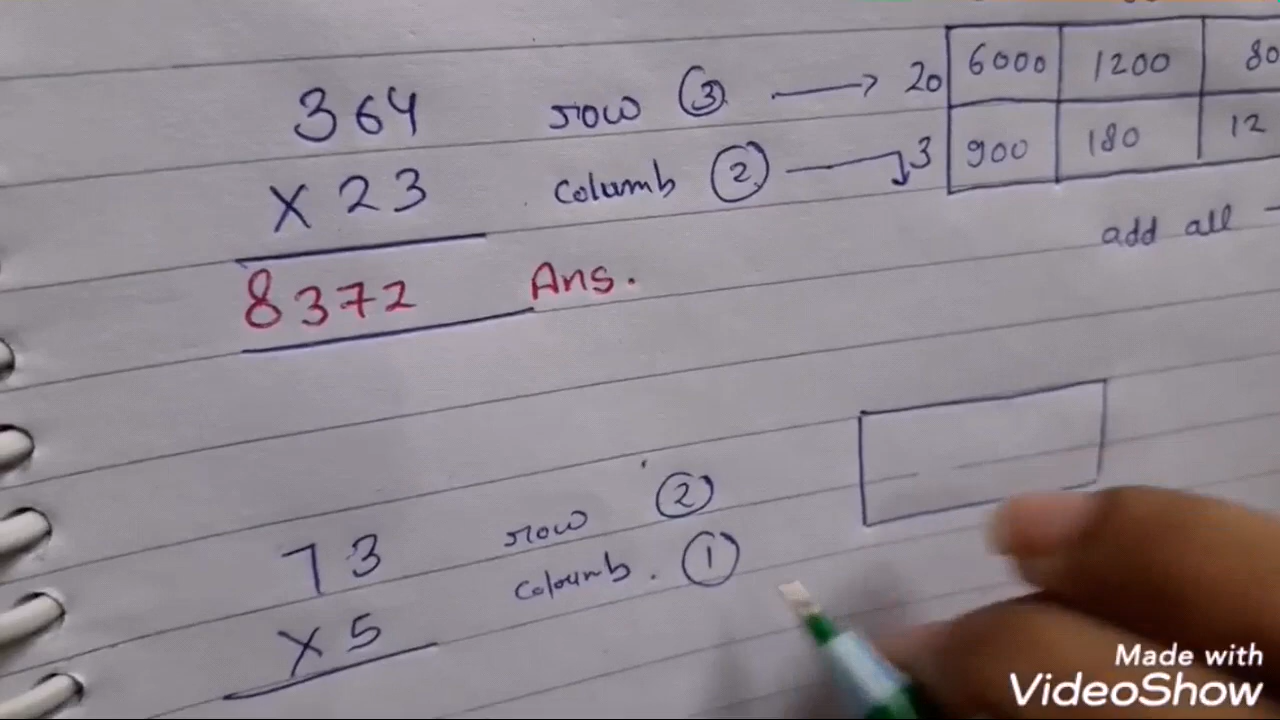 364
X 23
8372 Ans.
row 3
columb 2
20 6000 1200 80
3 900 180 12
add all
73
X 5
row 2
coloumb. 1
Made with
VideoShow